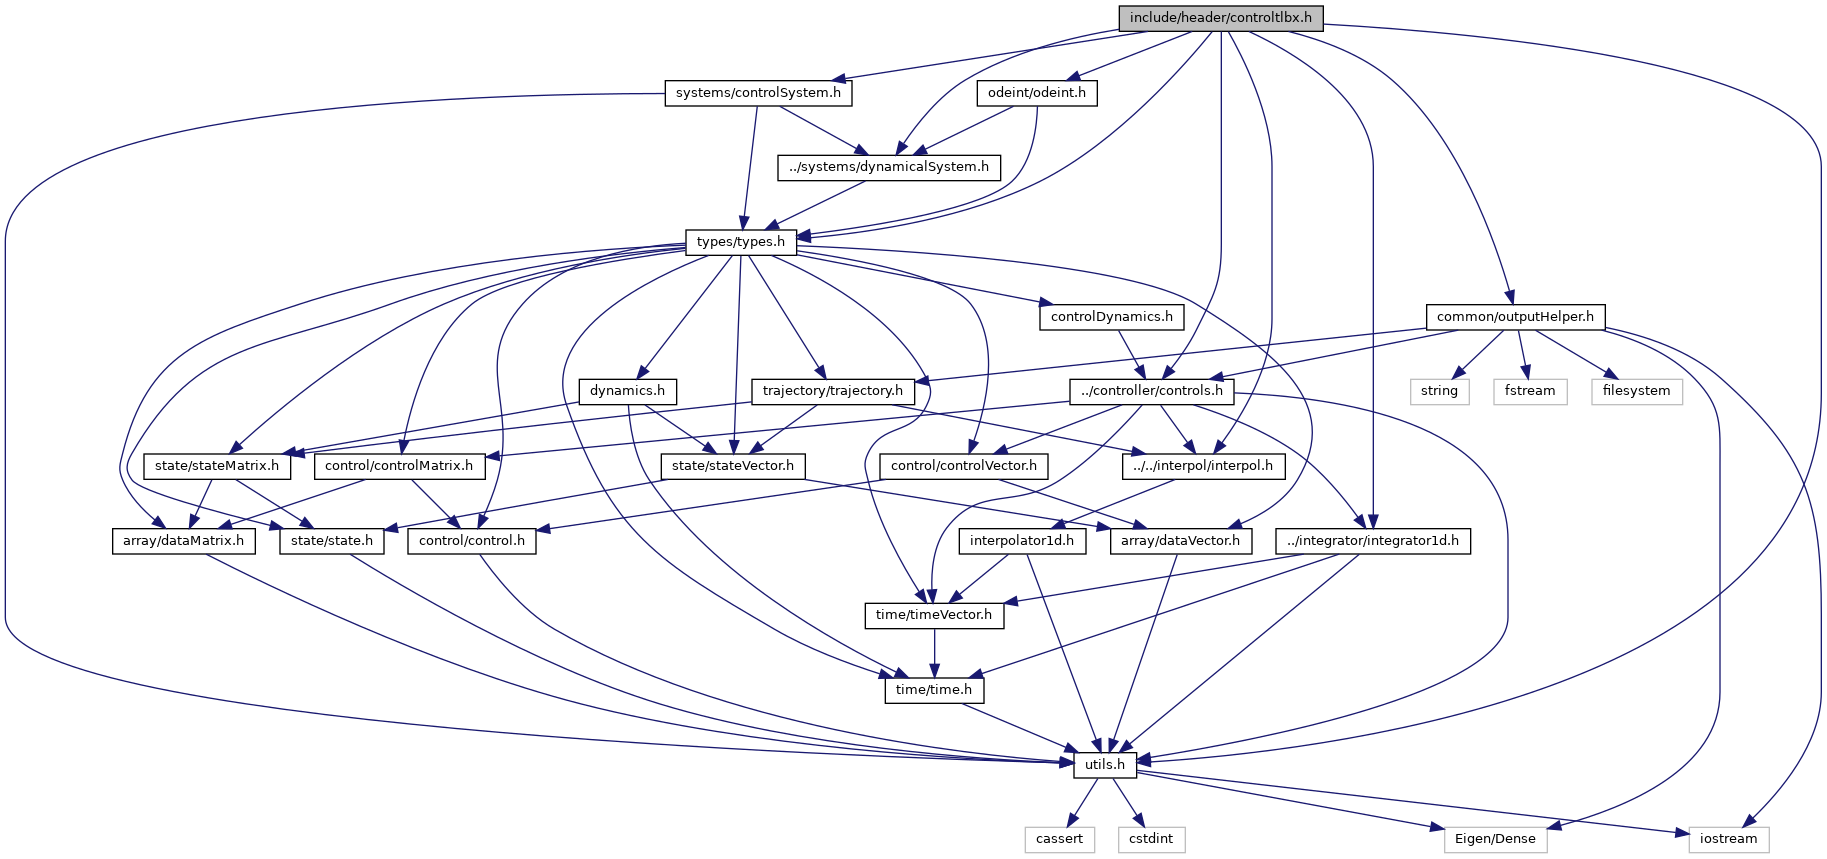 include/header/controltlbx.h
systems/controlSystem.h
odeint/odeint.h
../systems/dynamicalSystem.h
types/types.h
controlDynamics.h
common/outputHelper.h
dynamics.h
trajectory/trajectory.h
../controller/controls.h
string
fstream
filesystem
state/stateMatrix.h
control/controlMatrix.h
state/stateVector.h
control/controlVector.h
../../interpol/interpol.h
array/dataMatrix.h
state/state.h
control/control.h
interpolator1d.h
array/dataVector.h
../integrator/integrator1d.h
time/timeVector.h
time/time.h
utils.h
cassert
cstdint
Eigen/Dense
iostream